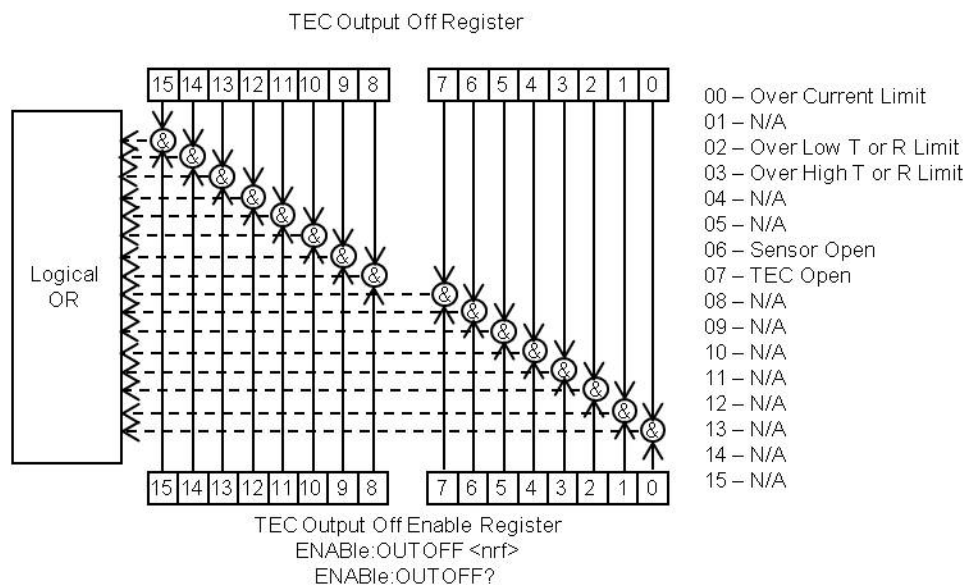 TEC Output Off Register
15 14 13 12 11 10 9 8 7 6 5 4 3 2 1 0
& & & & & & & & & & & & & & & &
Logical
OR
15 14 13 12 11 10 9 8 7 6 5 4 3 2 1 0
TEC Output Off Enable Register
ENABle:OUTOFF <nrf>
ENABle:OUTOFF?
00 – Over Current Limit
01 – N/A
02 – Over Low T or R Limit
03 – Over High T or R Limit
04 – N/A
05 – N/A
06 – Sensor Open
07 – TEC Open
08 – N/A
09 – N/A
10 – N/A
11 – N/A
12 – N/A
13 – N/A
14 – N/A
15 – N/A